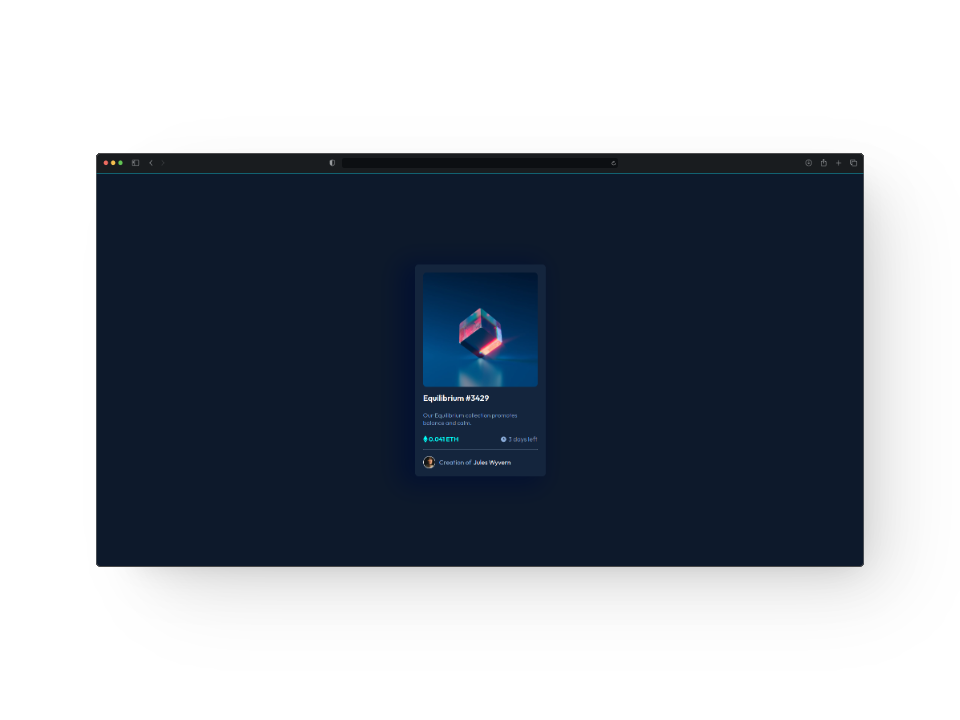 Equilibrium #3429
Our Equilibrium collection promotes
balance and calm.
0.041 ETH
3 days left
Creation of Jules Wyvern